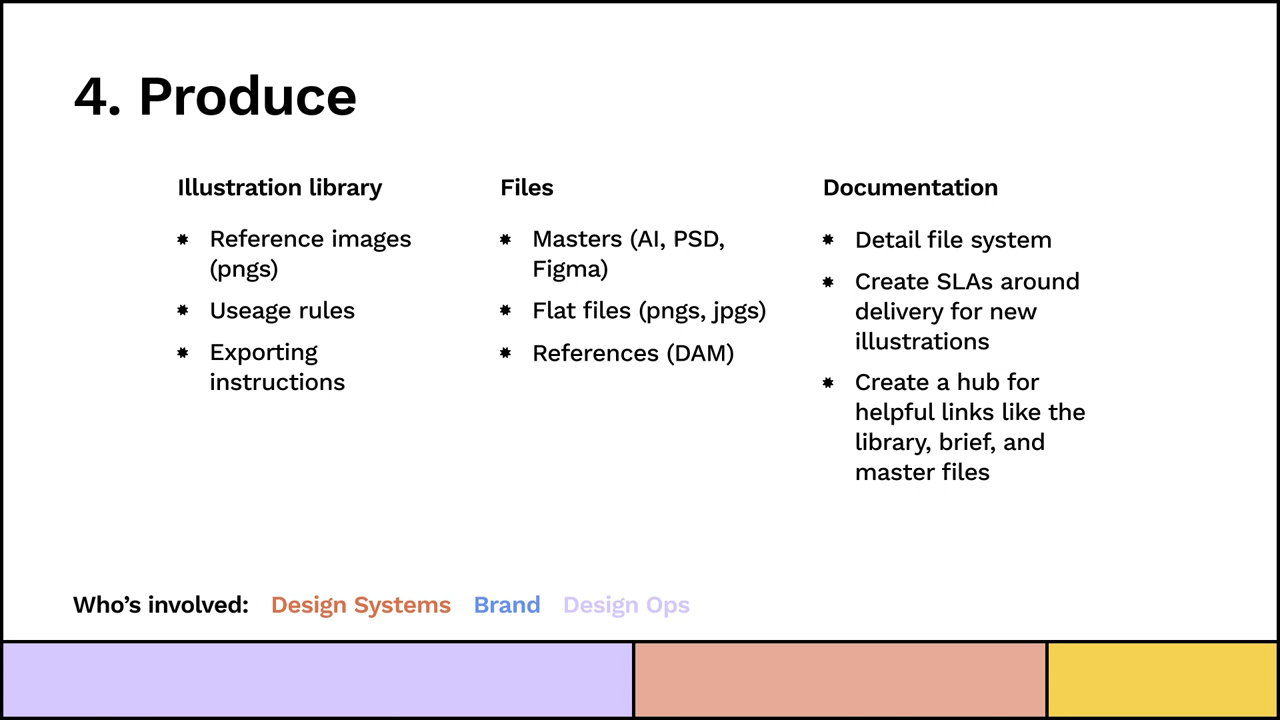 4. Produce
Illustration library
Reference images
(pngs)
Useage rules
Exporting
instructions
Files
Masters (AI, PSD,
Figma)
Flat files (pngs, jpgs)
References (DAM)
Documentation
Detail file system
Create SLAs around
delivery for new
illustrations
Create a hub for
helpful links like the
library, brief, and
master files
Who’s involved: Design Systems Brand Design Ops